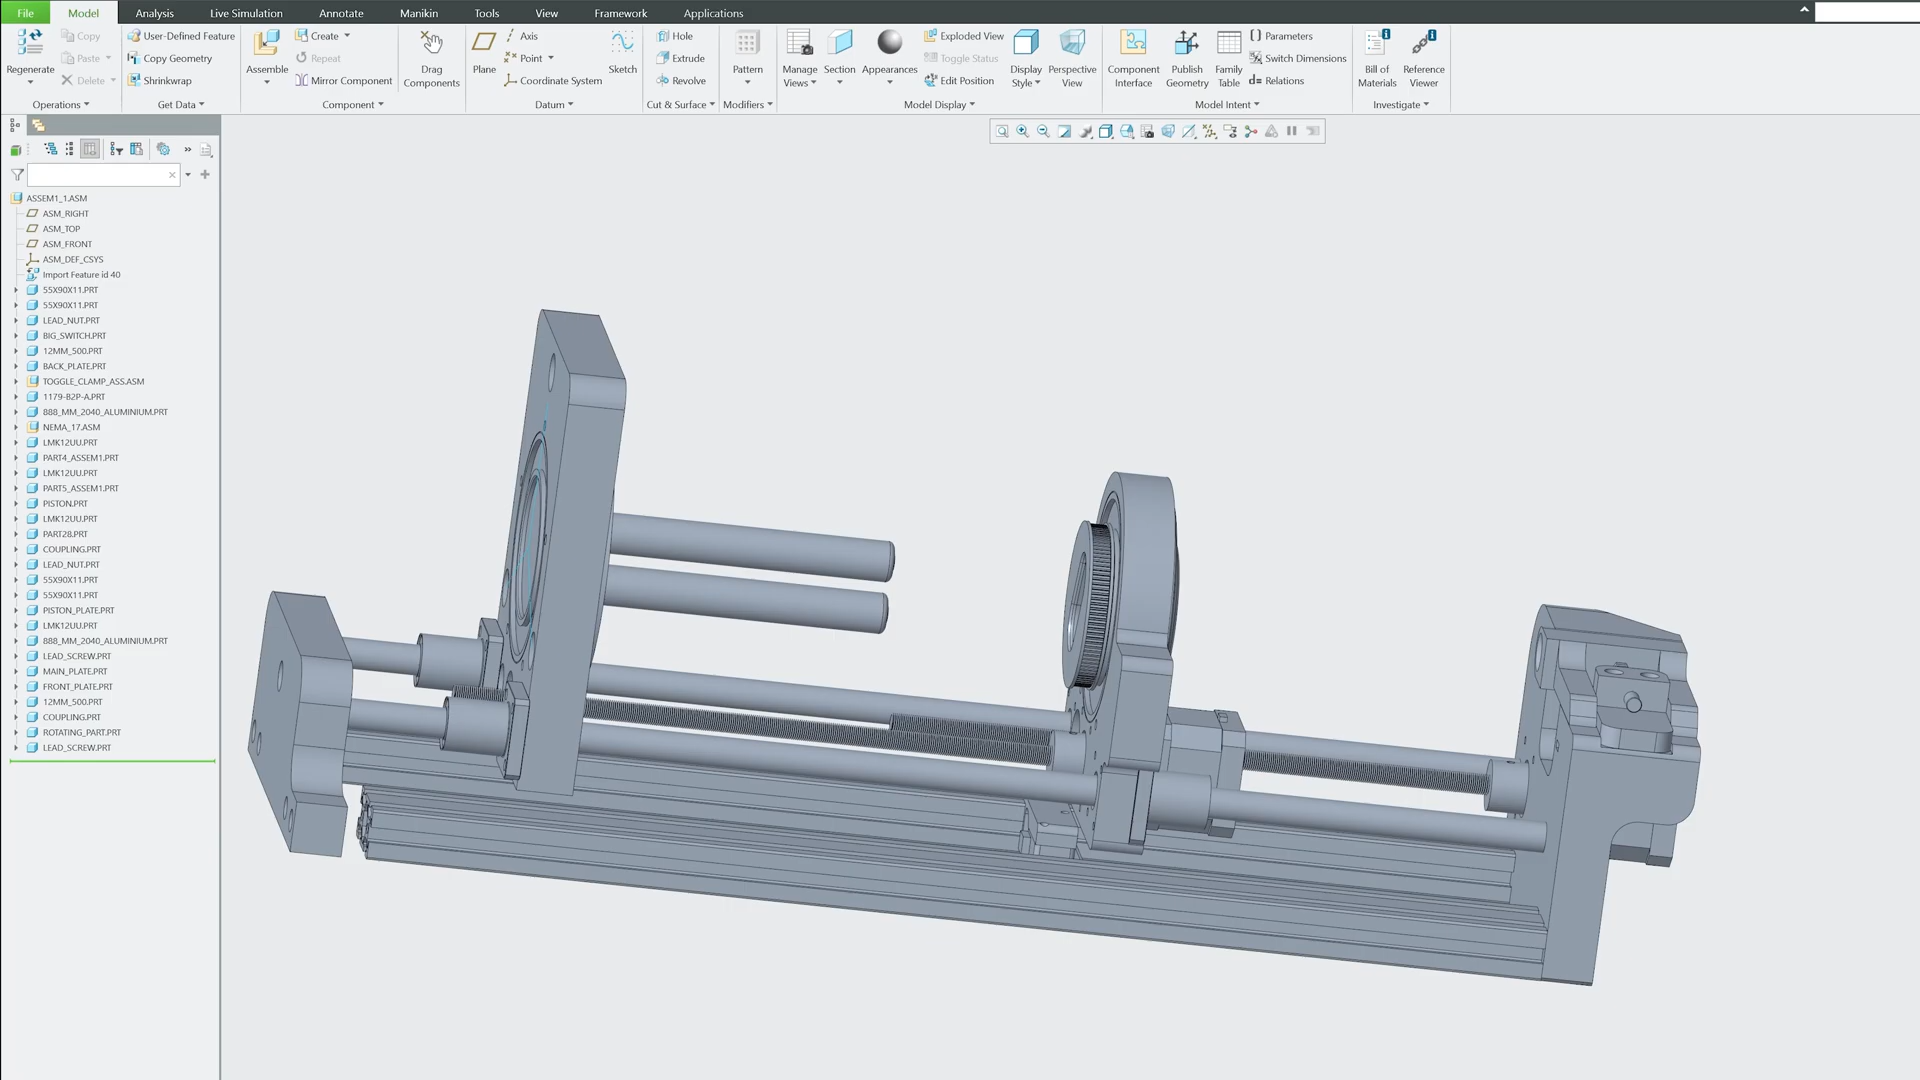 File Model Analysis Live Simulation Annotate Manikin Tools View Framework Applications
Copy User-Defined Feature Create Axis Hole Exploded View Parameters
Paste Copy Geometry Repeat Point Extrude Toggle Status Switch Dimensions
Delete Shrinkwrap Mirror Component Coordinate System Revolve Edit Position Relations
Regenerate Assemble Drag Components Plane Sketch Pattern Manage Views Section Appearances Display Style Perspective View Component Interface Publish Geometry Family Table Bill of Materials Reference Viewer
Operations Get Data Component Datum Cut & Surface Modifiers Model Display Model Intent Investigate
ASSEM1_1.ASM
ASM_RIGHT
ASM_TOP
ASM_FRONT
ASM_DEF_CSYS
Import Feature id 40
55X90X11.PRT
55X90X11.PRT
LEAD_NUT.PRT
BIG_SWITCH.PRT
12MM_500.PRT
BACK_PLATE.PRT
TOGGLE_CLAMP_ASS.ASM
1179-B2P-A.PRT
888_MM_2040_ALUMINIUM.PRT
NEMA_17.ASM
LMK12UU.PRT
PART4_ASSEM1.PRT
LMK12UU.PRT
PART5_ASSEM1.PRT
PISTON.PRT
LMK12UU.PRT
PART28.PRT
COUPLING.PRT
LEAD_NUT.PRT
55X90X11.PRT
55X90X11.PRT
PISTON_PLATE.PRT
LMK12UU.PRT
888_MM_2040_ALUMINIUM.PRT
LEAD_SCREW.PRT
MAIN_PLATE.PRT
FRONT_PLATE.PRT
12MM_500.PRT
COUPLING.PRT
ROTATING_PART.PRT
LEAD_SCREW.PRT